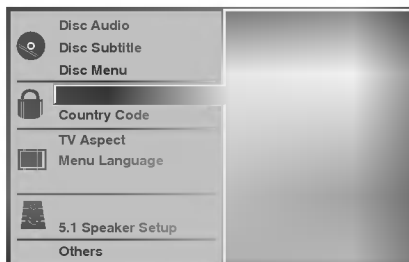 Disc Audio
Disc Subtitle
Disc Menu
Country Code
TV Aspect
Menu Language
5.1 Speaker Setup
Others